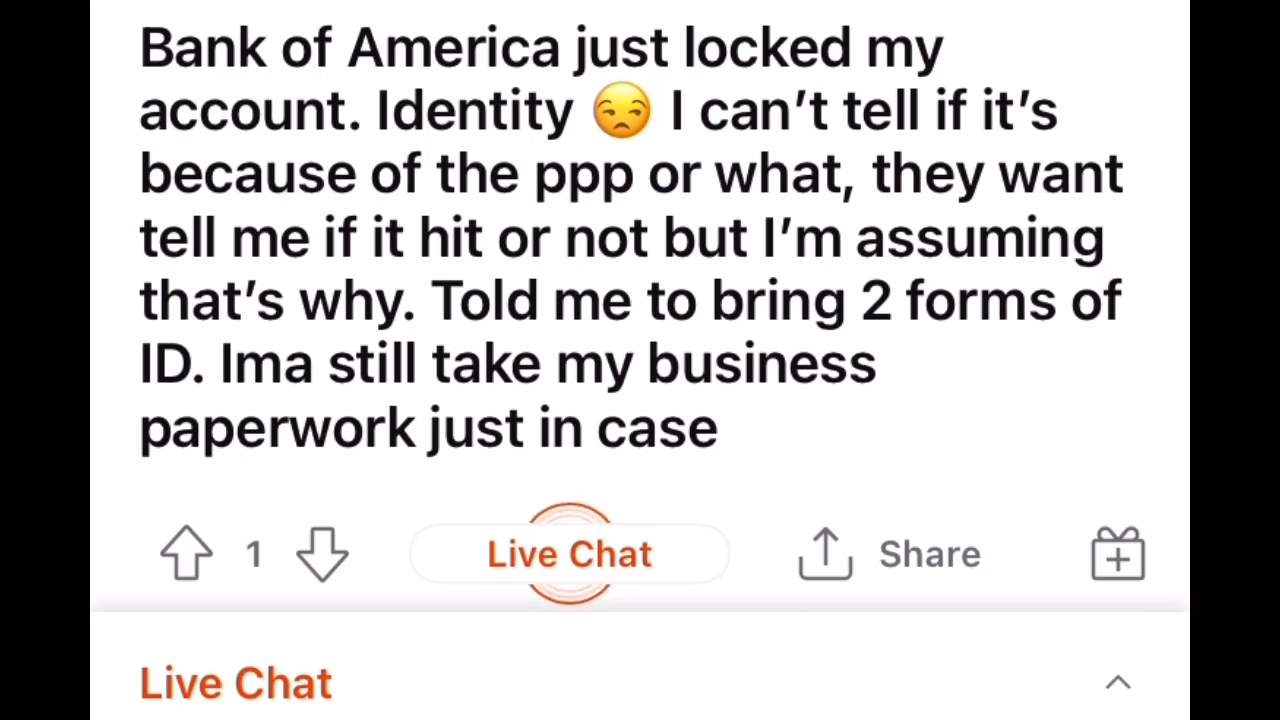 Bank of America just locked my
account. Identity 😒 I can’t tell if it’s
because of the ppp or what, they want
tell me if it hit or not but I’m assuming
that’s why. Told me to bring 2 forms of
ID. Ima still take my business
paperwork just in case
1 Live Chat Share
Live Chat